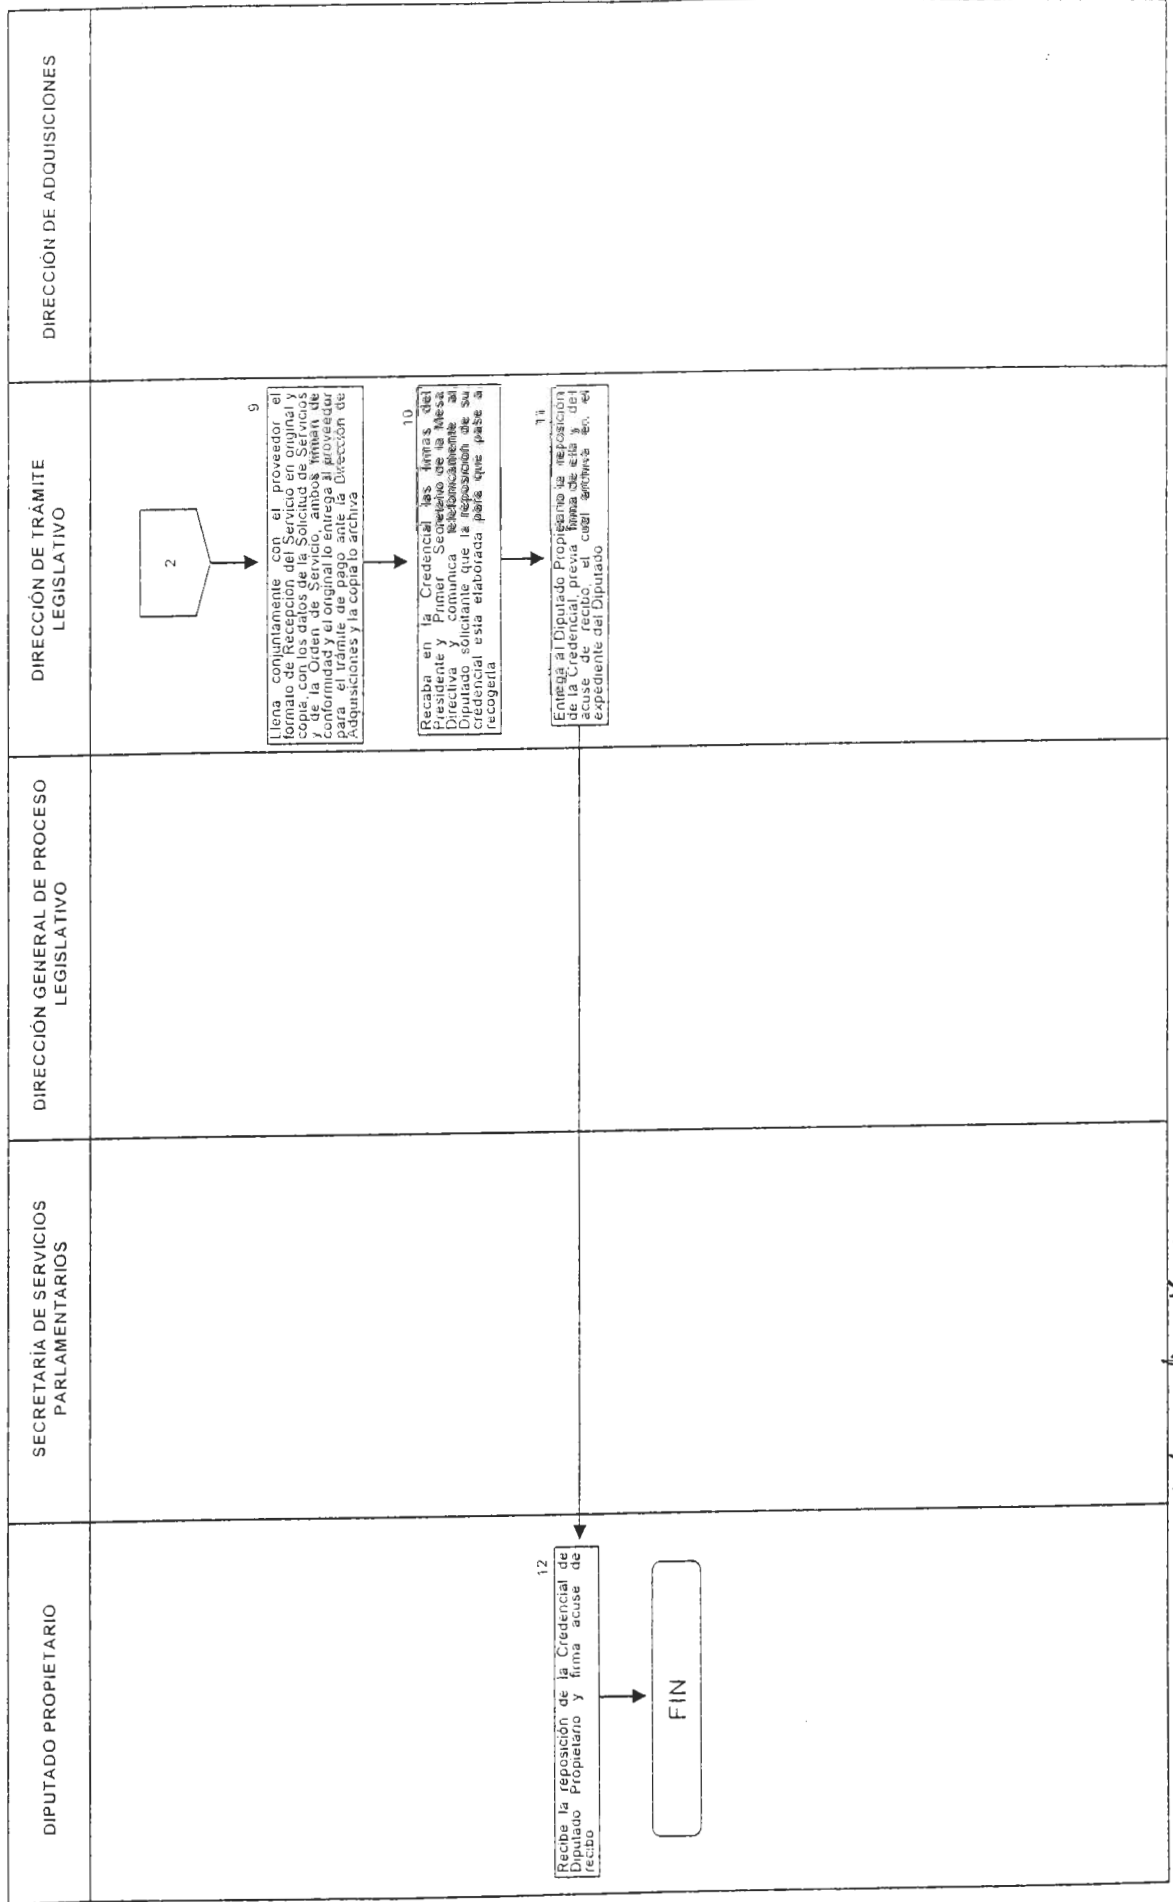 DIPUTADO PROPIETARIO
SECRETARÍA DE SERVICIOS
PARLAMENTARIOS
DIRECCIÓN GENERAL DE PROCESO
LEGISLATIVO
DIRECCIÓN DE TRÁMITE
LEGISLATIVO
DIRECCIÓN DE ADQUISICIONES
2
9
Llena conjuntamente con el proveedor el
formato de Recepción del Servicio en original y
copia, con los datos de la Solicitud de Servicios
y de la Orden de Servicio, ambos firman de
conformidad y el original lo entrega al proveedor
para el trámite de pago ante la Dirección de
Adquisiciones y la copia lo archiva
10
Recaba en la Credencial las firmas del
Presidente y Primer Secretario de la Mesa
Directiva y comunica telefonicamente al
Diputado solicitante que la reposición de su
credencial esta elaborada para que pase a
recogerla
11
Entrega al Diputado Propietario la reposición
de la Credencial, previa firma de ella y del
acuse de recibo, el cual archiva en el
expediente del Diputado
12
Recibe la reposición de la Credencial de
Diputado Propietario y firma acuse de
recibo
FIN